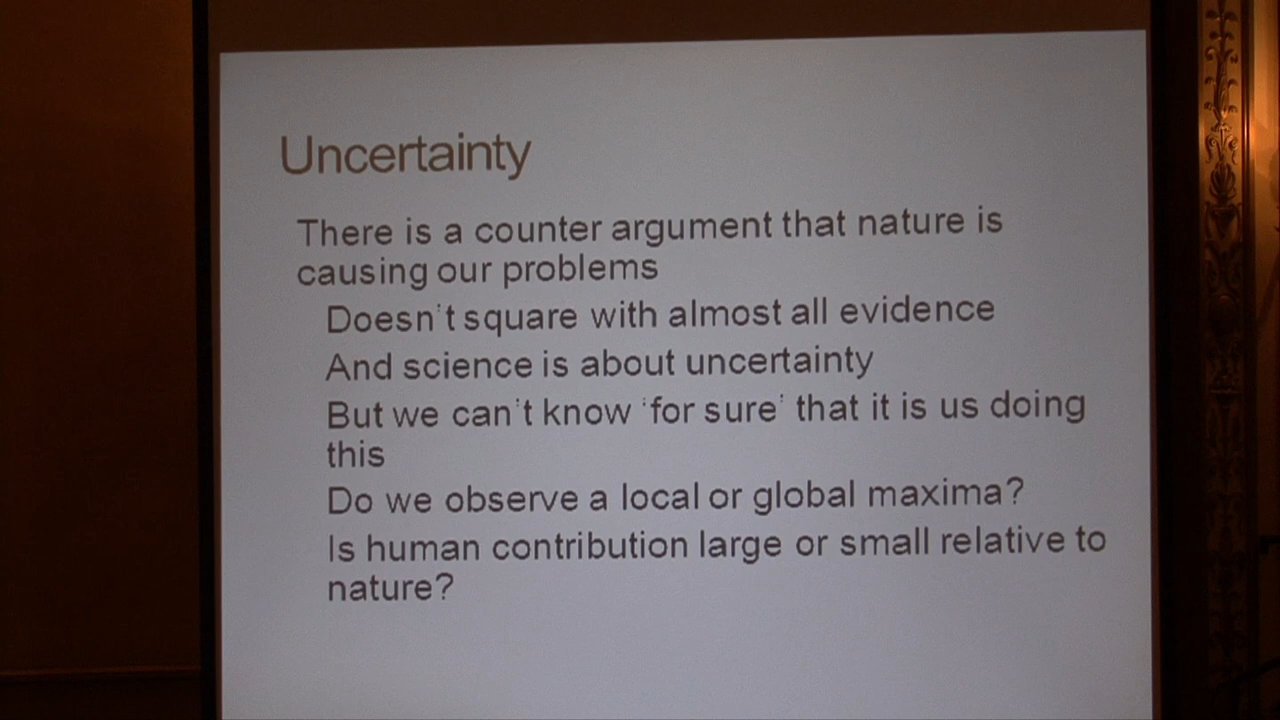 Uncertainty
There is a counter argument that nature is
causing our problems
Doesn't square with almost all evidence
And science is about uncertainty
But we can't know 'for sure' that it is us doing
this
Do we observe a local or global maxima?
Is human contribution large or small relative to
nature?